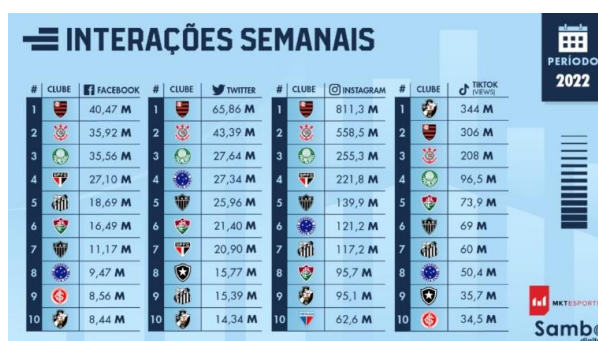 INTERAÇÕES SEMANAIS
PERÍODO
2022
# CLUBE FACEBOOK # CLUBE TWITTER # CLUBE INSTAGRAM # CLUBE TIKTOK (VIEWS)
1 40,47 M 1 65,86 M 1 811,3 M 1 344 M
2 35,92 M 2 43,39 M 2 558,5 M 2 306 M
3 35,56 M 3 27,64 M 3 255,3 M 3 208 M
4 27,10 M 4 27,34 M 4 221,8 M 4 96,5 M
5 18,69 M 5 25,96 M 5 139,9 M 5 73,9 M
6 16,49 M 6 21,40 M 6 121,2 M 6 69 M
7 11,17 M 7 20,90 M 7 117,2 M 7 60 M
8 9,47 M 8 15,77 M 8 95,7 M 8 50,4 M
9 8,56 M 9 15,39 M 9 95,1 M 9 35,7 M
10 8,44 M 10 14,34 M 10 62,6 M 10 34,5 M
MKTESPORTI
Samb